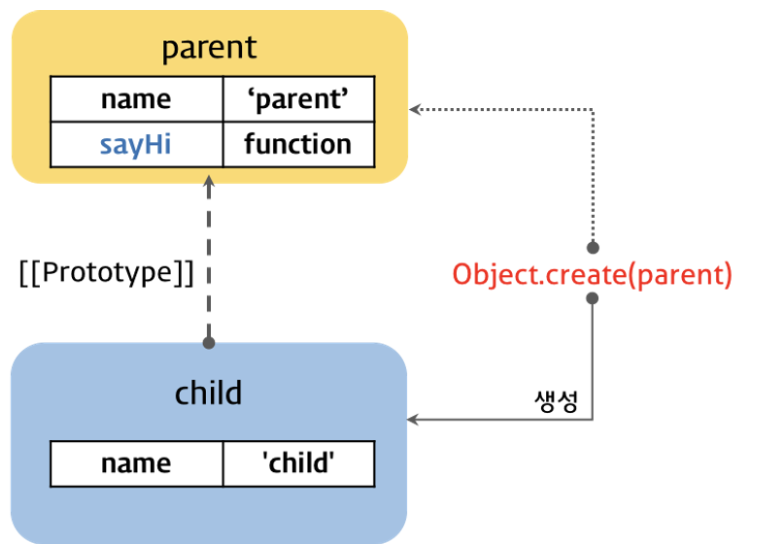 parent
name ‘parent’
sayHi function
[[Prototype]]
Object.create(parent)
child
생성
name 'child'